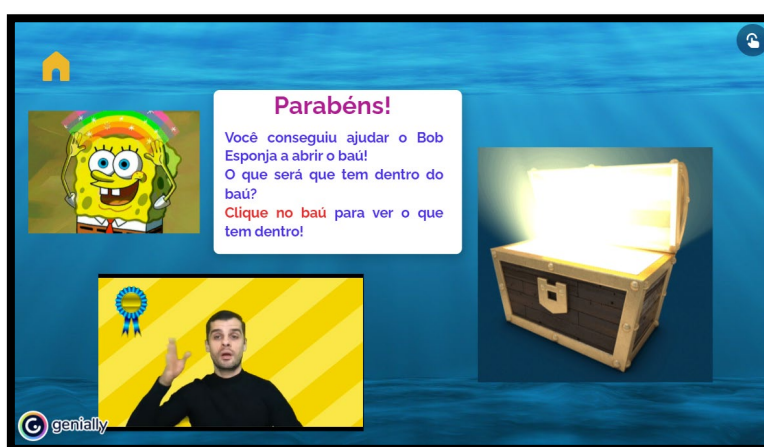 Parabéns!
Você conseguiu ajudar o Bob
Esponja a abrir o baú!
O que será que tem dentro do
baú?
Clique no baú para ver o que
tem dentro!
genially